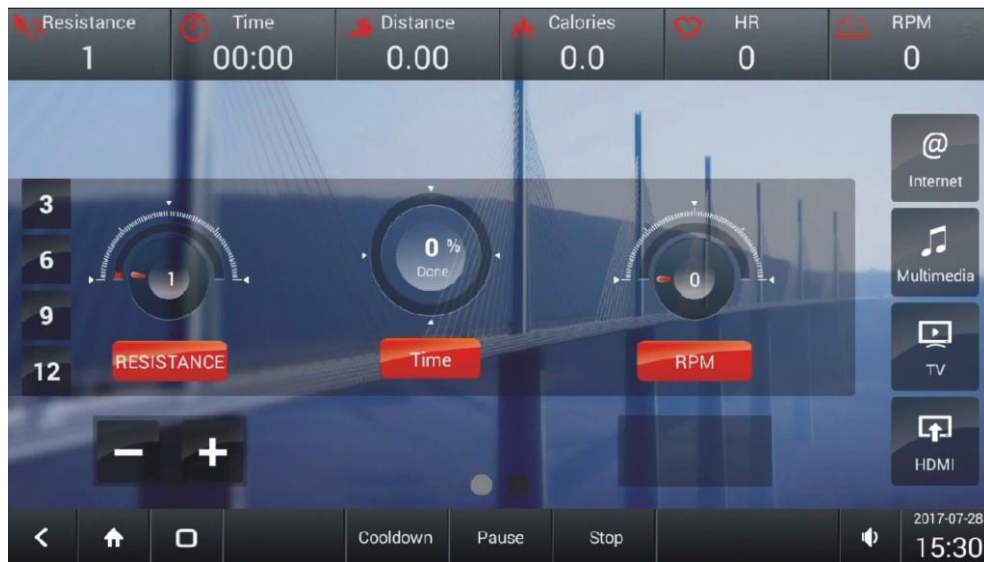 Resistance
1
Time
00:00
Distance
0.00
Calories
0.0
HR
0
RPM
0
@
Internet
Multimedia
TV
HDMI
3
6
9
12
1
RESISTANCE
0 %
Done
Time
0
RPM
− +
Cooldown Pause Stop
2017-07-28
15:30